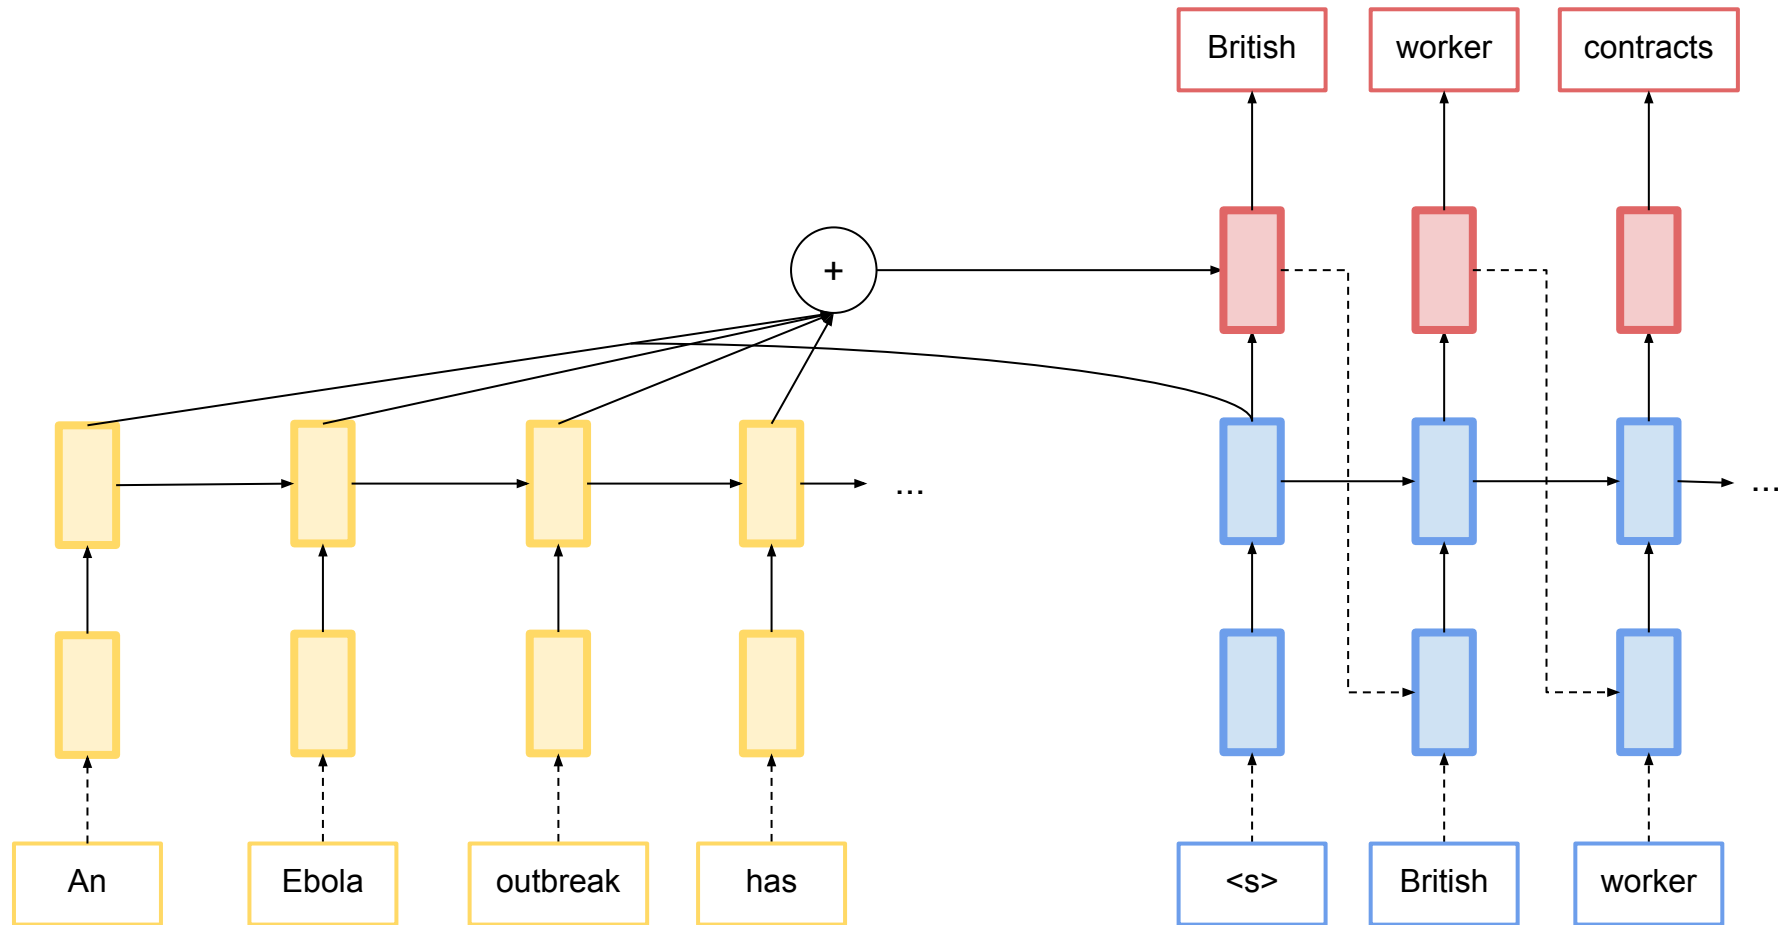 British worker contracts
+
... ...
An Ebola outbreak has <s> British worker